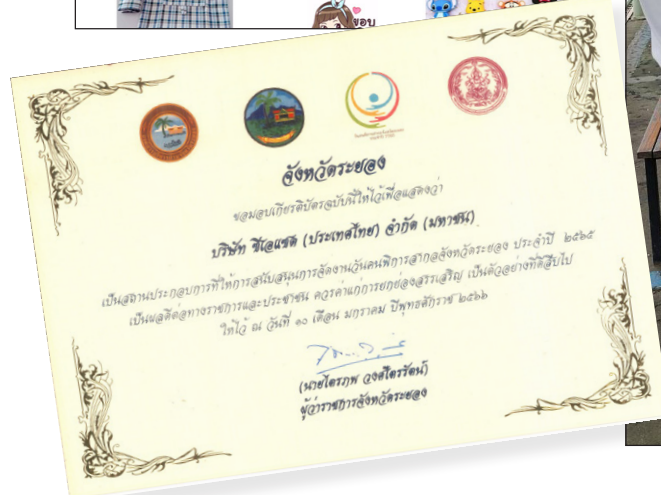 ขอบ
จังหวัดระยอง
ขอมอบเกียรติบัตรฉบับนี้ให้ไว้เพื่อแสดงว่า
บริษัท ซีเอแซด (ประเทศไทย) จำกัด (มหาชน)
เป็นสถานประกอบการที่ให้การสนับสนุนการจัดงานวันคนพิการสากลจังหวัดระยอง ประจำปี ๒๕๖๕
เป็นผลดีต่อทางราชการและประชาชน ควรค่าแก่การยกย่องสรรเสริญ เป็นตัวอย่างที่ดีสืบไป
ให้ไว้ ณ วันที่ ๑๐ เดือน มกราคม ปีพุทธศักราช ๒๕๖๖
(นายไตรภพ วงศ์ไตรรัตน์)
ผู้ว่าราชการจังหวัดระยอง